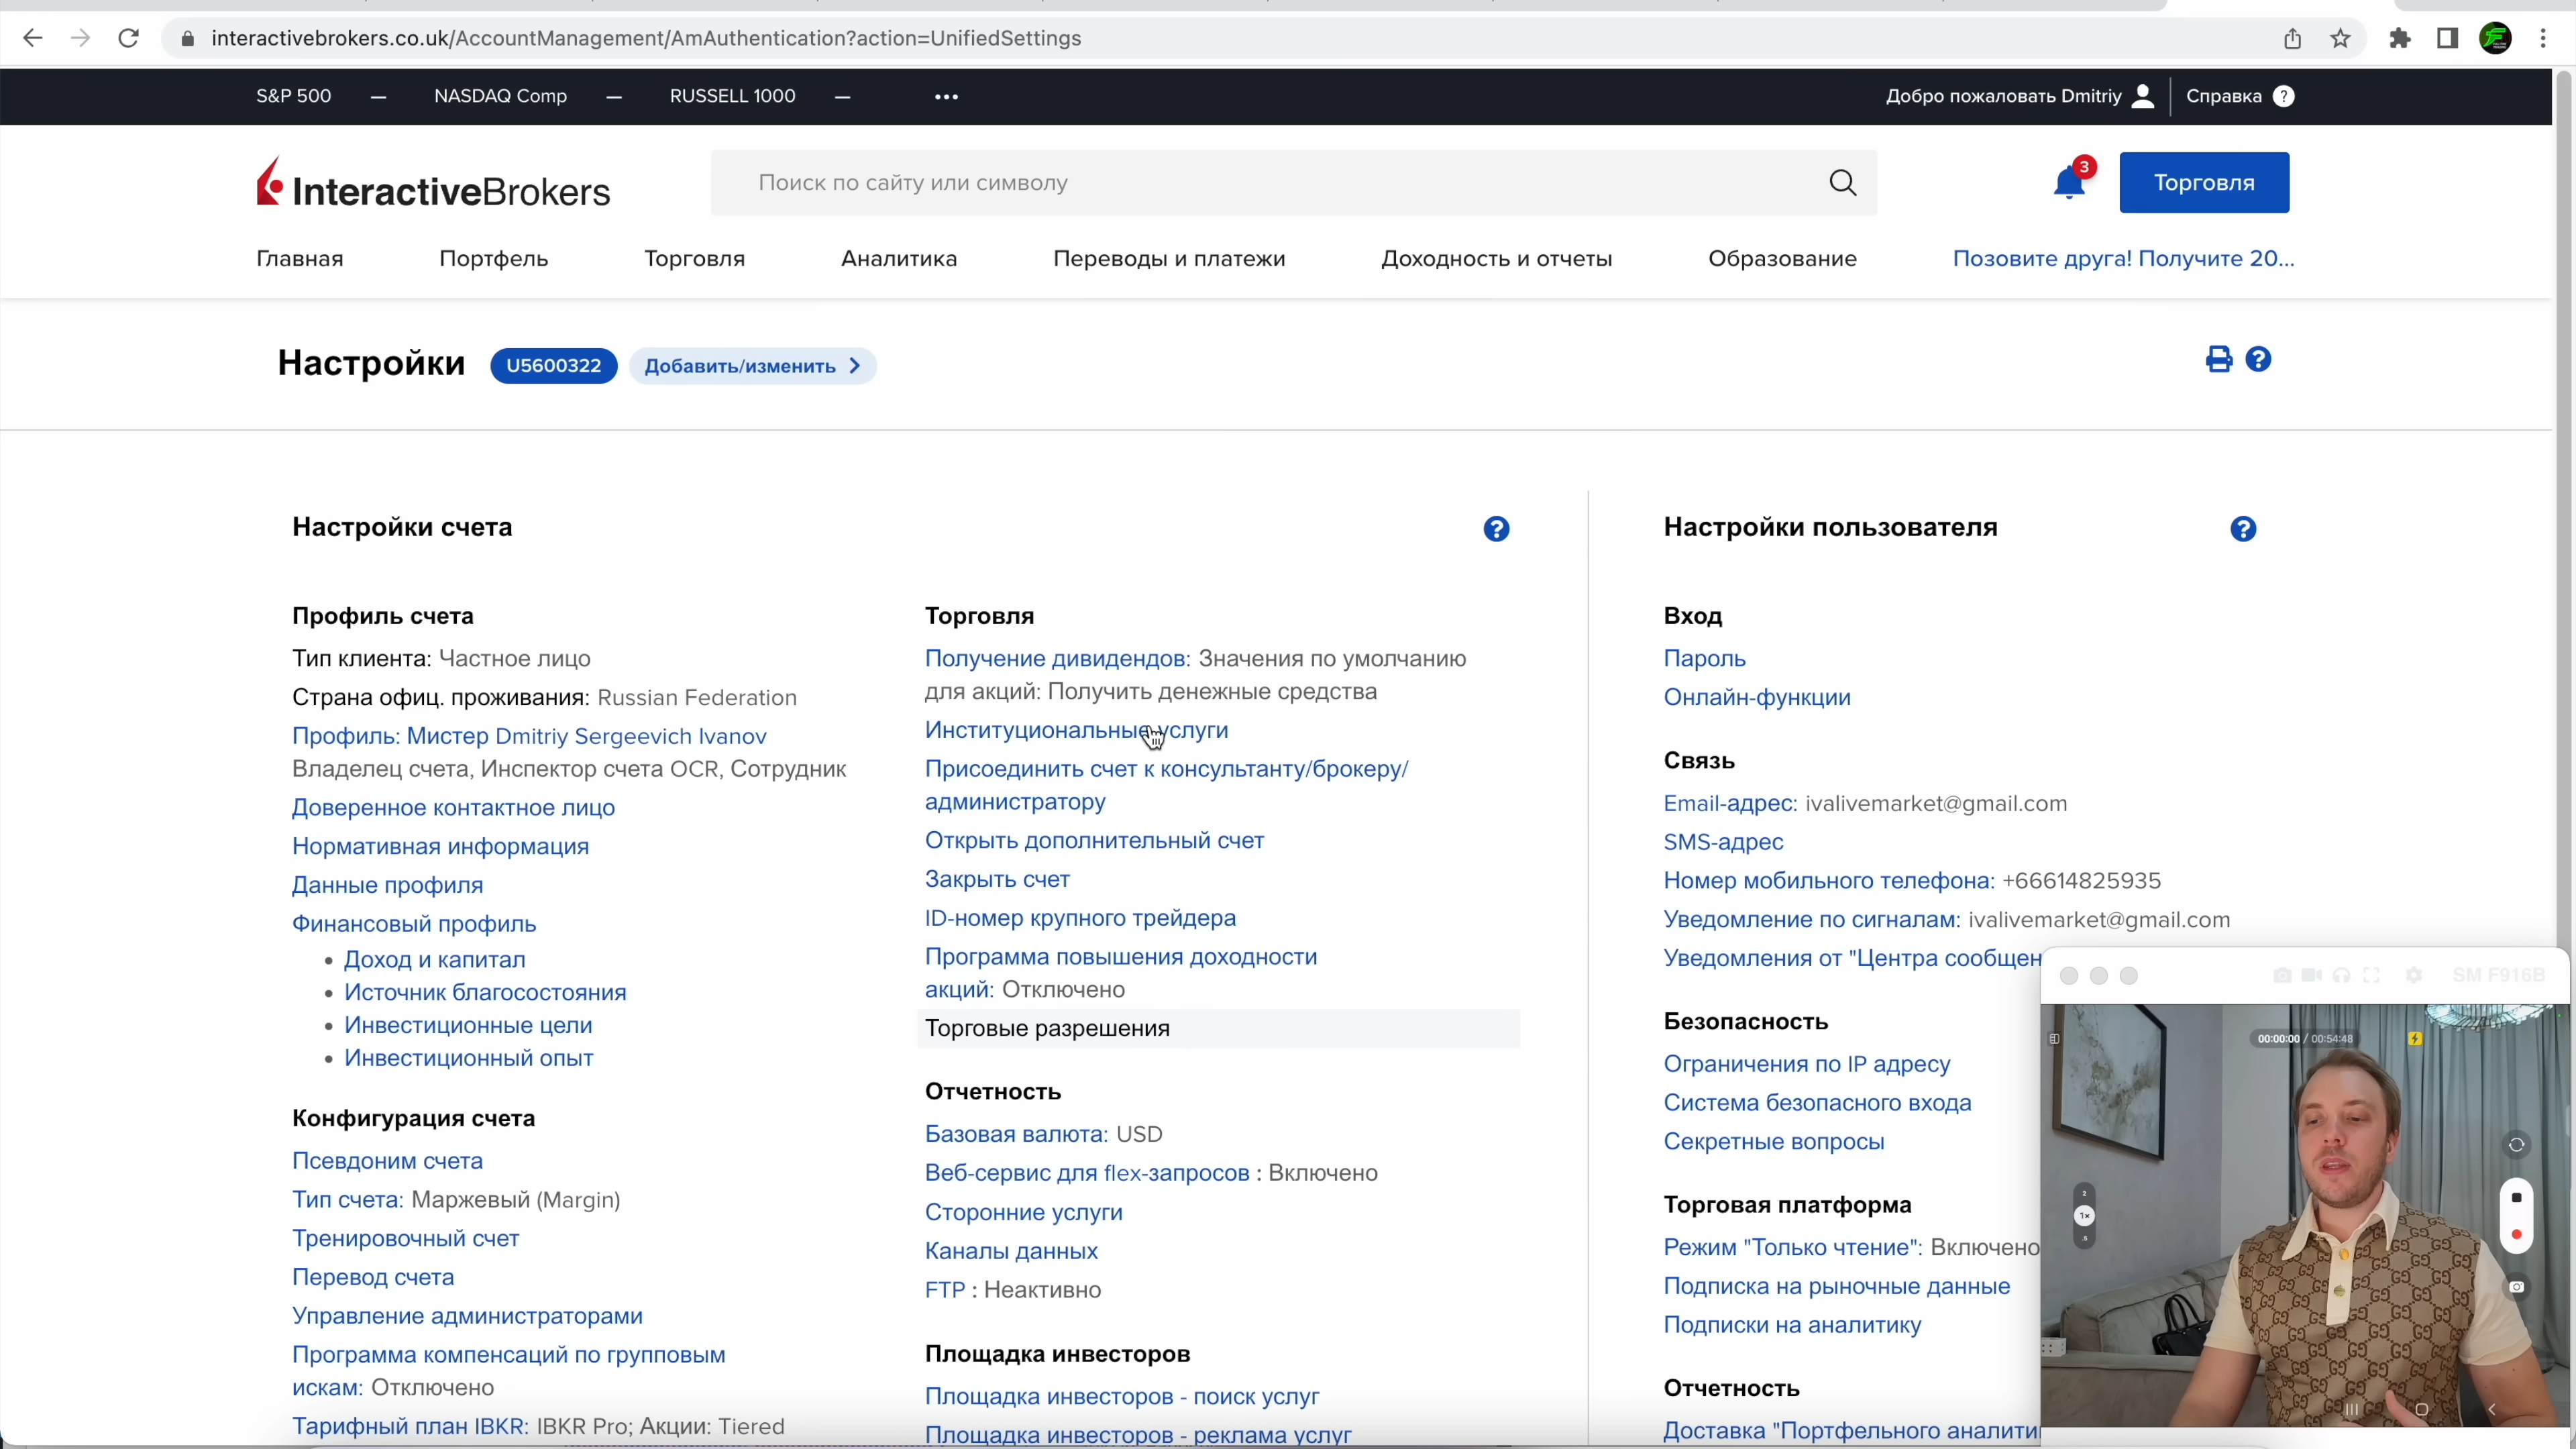 interactivebrokers.co.uk/AccountManagement/AmAuthentication?action=UnifiedSettings
S&P 500 — NASDAQ Comp — RUSSELL 1000 — •••
Добро пожаловать Dmitriy
Справка ?
InteractiveBrokers
Поиск по сайту или символу
3
Торговля
Главная
Портфель
Торговля
Аналитика
Переводы и платежи
Доходность и отчеты
Образование
Позовите друга! Получите 20...
Настройки
U5600322
Добавить/изменить
Настройки счета
Профиль счета
Тип клиента: Частное лицо
Страна офиц. проживания: Russian Federation
Профиль: Мистер Dmitriy Sergeevich Ivanov
Владелец счета, Инспектор счета OCR, Сотрудник
Доверенное контактное лицо
Нормативная информация
Данные профиля
Финансовый профиль
• Доход и капитал
• Источник благосостояния
• Инвестиционные цели
• Инвестиционный опыт
Конфигурация счета
Псевдоним счета
Тип счета: Маржевый (Margin)
Тренировочный счет
Перевод счета
Управление администраторами
Программа компенсаций по групповым
искам: Отключено
Тарифный план IBKR: IBKR Pro; Акции: Tiered
Торговля
Получение дивидендов: Значения по умолчанию
для акций: Получить денежные средства
Институциональные услуги
Присоединить счет к консультанту/брокеру/
администратору
Открыть дополнительный счет
Закрыть счет
ID-номер крупного трейдера
Программа повышения доходности
акций: Отключено
Торговые разрешения
Отчетность
Базовая валюта: USD
Веб-сервис для flex-запросов : Включено
Сторонние услуги
Каналы данных
FTP : Неактивно
Площадка инвесторов
Площадка инвесторов - поиск услуг
Площадка инвесторов - реклама услуг
Настройки пользователя
Вход
Пароль
Онлайн-функции
Связь
Email-адрес: ivalivemarket@gmail.com
SMS-адрес
Номер мобильного телефона: +66614825935
Уведомление по сигналам: ivalivemarket@gmail.com
Уведомления от "Центра сообщен
Безопасность
Ограничения по IP адресу
Система безопасного входа
Секретные вопросы
Торговая платформа
Режим "Только чтение": Включено
Подписка на рыночные данные
Подписки на аналитику
Отчетность
Доставка "Портфельного аналити
SM F916B
00:00:00 / 00:54:48
2
1×
.5